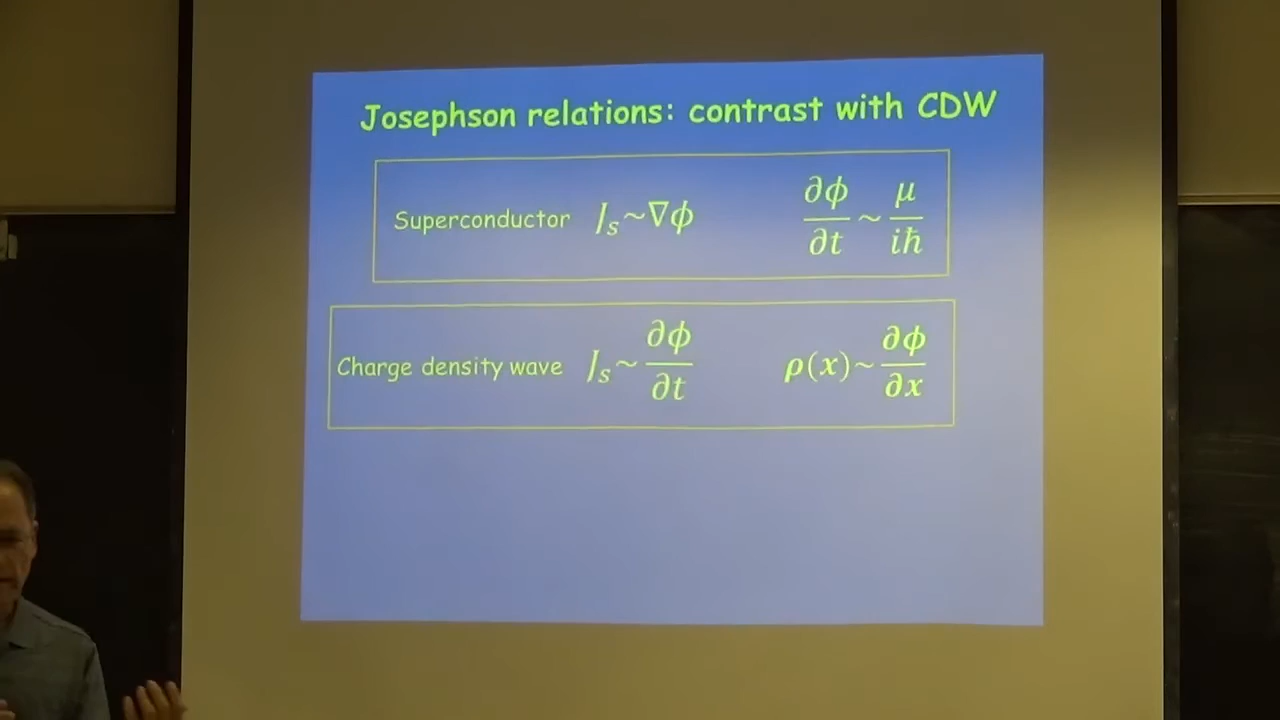 Josephson relations: contrast with CDW
Superconductor J_s ~ ∇ϕ ∂ϕ/∂t ~ μ/iħ
Charge density wave J_s ~ ∂ϕ/∂t ρ(x) ~ ∂ϕ/∂x